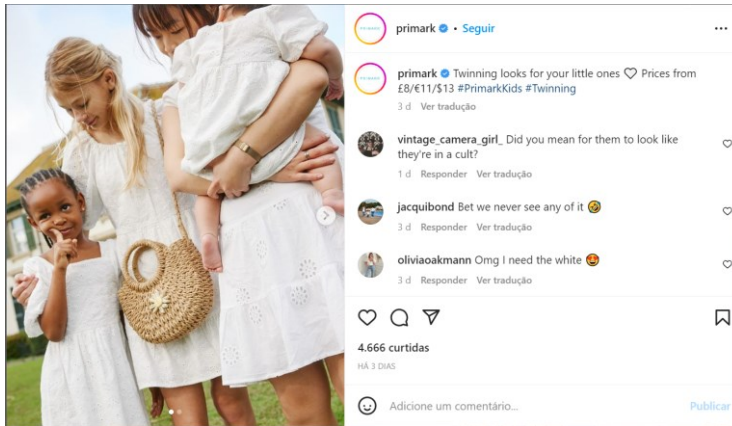 primark • Seguir
primark Twinning looks for your little ones 🤍 Prices from
£8/€11/$13 #PrimarkKids #Twinning
3 d Ver tradução
vintage_camera_girl_ Did you mean for them to look like
they're in a cult?
1 d Responder Ver tradução
jacquibond Bet we never see any of it 🤣
3 d Responder Ver tradução
oliviaoakmann Omg I need the white 😍
3 d Responder Ver tradução
4.666 curtidas
HÁ 3 DIAS
Adicione um comentário... Publicar